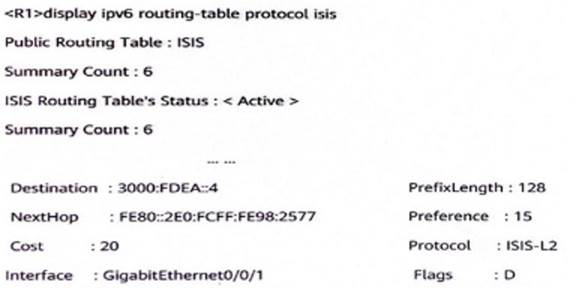 <R1>display ipv6 routing-table protocol isis
Public Routing Table : ISIS
Summary Count : 6
ISIS Routing Table's Status : < Active >
Summary Count : 6
... ...
Destination : 3000:FDEA::4 PrefixLength : 128
NextHop : FE80::2E0:FCFF:FE98:2577 Preference : 15
Cost : 20 Protocol : ISIS-L2
Interface : GigabitEthernet0/0/1 Flags : D